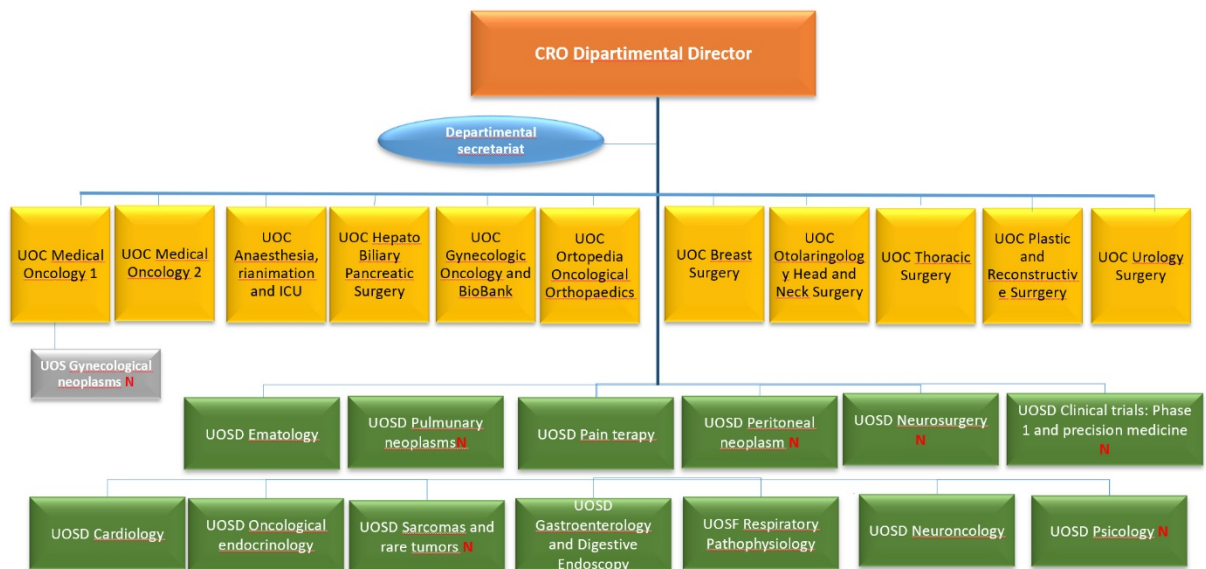 CRO Dipartimental Director
Departimental
secretariat
UOC Medical
Oncology 1
UOC Medical
Oncology 2
UOC
Anaesthesia,
rianimation
and ICU
UOC Hepato
Biliary
Pancreatic
Surgery
UOC
Gynecologic
Oncology and
BioBank
UOC
Ortopedia
Oncological
Orthopaedics
UOC Breast
Surgery
UOC
Otolaringolog
y Head and
Neck Surgery
UOC Thoracic
Surgery
UOC Plastic
and
Reconstructiv
e Surrgery
UOC Urology
Surgery
UOS Gynecological
neoplasms N
UOSD Ematology
UOSD Pulmunary
neoplasmsN
UOSD Pain terapy
UOSD Peritoneal
neoplasm N
UOSD Neurosurgery
N
UOSD Clinical trials: Phase
1 and precision medicine
N
UOSD Cardiology
UOSD Oncological
endocrinology
UOSD Sarcomas and
rare tumors N
UOSD
Gastroenterology
and Digestive
Endoscopy
UOSF Respiratory
Pathophysiology
UOSD Neuroncology
UOSD Psicology N